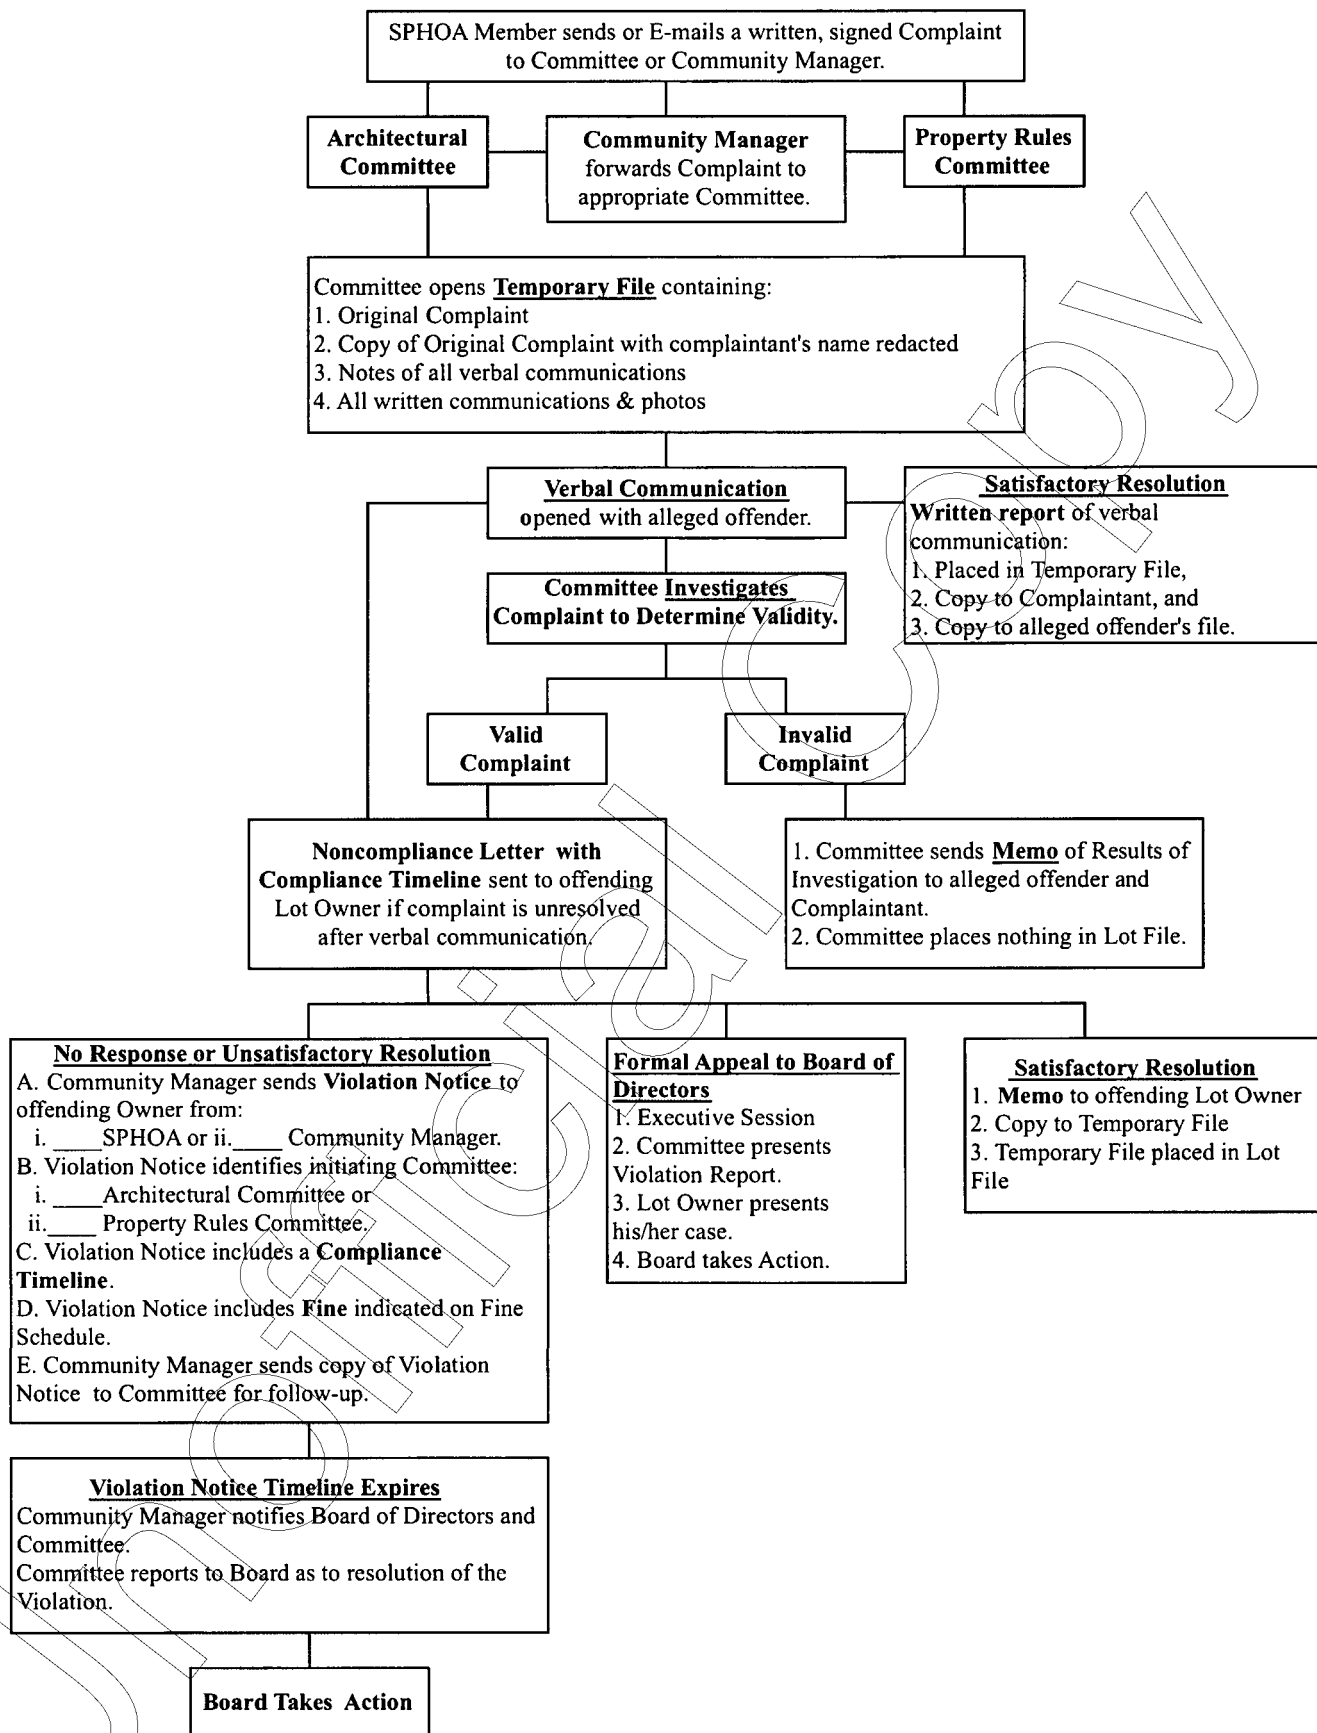 SPHOA Member sends or E-mails a written, signed Complaint
to Committee or Community Manager.
Architectural
Committee
Community Manager
forwards Complaint to
appropriate Committee.
Property Rules
Committee
Committee opens Temporary File containing:
1. Original Complaint
2. Copy of Original Complaint with complaintant's name redacted
3. Notes of all verbal communications
4. All written communications & photos
Verbal Communication
opened with alleged offender.
Satisfactory Resolution
Written report of verbal
communication:
1. Placed in Temporary File,
2. Copy to Complaintant, and
3. Copy to alleged offender's file.
Committee Investigates
Complaint to Determine Validity.
Valid
Complaint
Invalid
Complaint
Noncompliance Letter with
Compliance Timeline sent to offending
Lot Owner if complaint is unresolved
after verbal communication.
1. Committee sends Memo of Results of
Investigation to alleged offender and
Complaintant.
2. Committee places nothing in Lot File.
No Response or Unsatisfactory Resolution
A. Community Manager sends Violation Notice to
offending Owner from:
i. ____SPHOA or ii.____ Community Manager.
B. Violation Notice identifies initiating Committee:
i. ____Architectural Committee or
ii.____ Property Rules Committee.
C. Violation Notice includes a Compliance
Timeline.
D. Violation Notice includes Fine indicated on Fine
Schedule.
E. Community Manager sends copy of Violation
Notice to Committee for follow-up.
Formal Appeal to Board of
Directors
1. Executive Session
2. Committee presents
Violation Report.
3. Lot Owner presents
his/her case.
4. Board takes Action.
Satisfactory Resolution
1. Memo to offending Lot Owner
2. Copy to Temporary File
3. Temporary File placed in Lot
File
Violation Notice Timeline Expires
Community Manager notifies Board of Directors and
Committee.
Committee reports to Board as to resolution of the
Violation.
Board Takes Action
Unofficial Copy